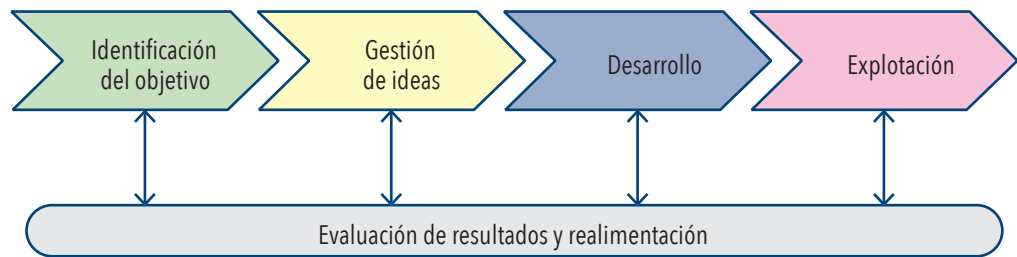 Identificación
del objetivo
Gestión
de ideas
Desarrollo
Explotación
Evaluación de resultados y realimentación